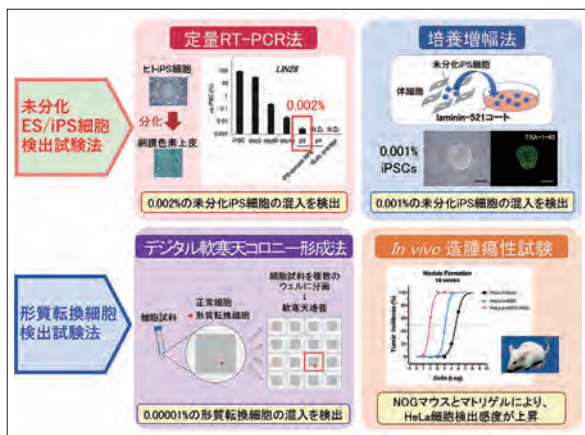 定量RT-PCR法
ヒトiPS細胞
分化
網膜色素上皮
LIN28
0.002%
0.002%の未分化iPS細胞の混入を検出
培養増幅法
未分化iPS細胞
体細胞
laminin-521コート
TRA-1-60
0.001%
iPSCs
0.001%の未分化iPS細胞の混入を検出
未分化
ES/iPS細胞
検出試験法
形質転換細胞
検出試験法
デジタル軟寒天コロニー形成法
細胞試料
正常細胞
形質転換細胞
細胞試料を複数の
ウェルに分画
↓
軟寒天培養
0.00001%の形質転換細胞の混入を検出
In vivo 造腫瘍性試験
Nodule Formation
16 weeks
Tumor incidence (%)
Cells (Log)
NOGマウスとマトリゲルにより、
HeLa細胞検出感度が上昇